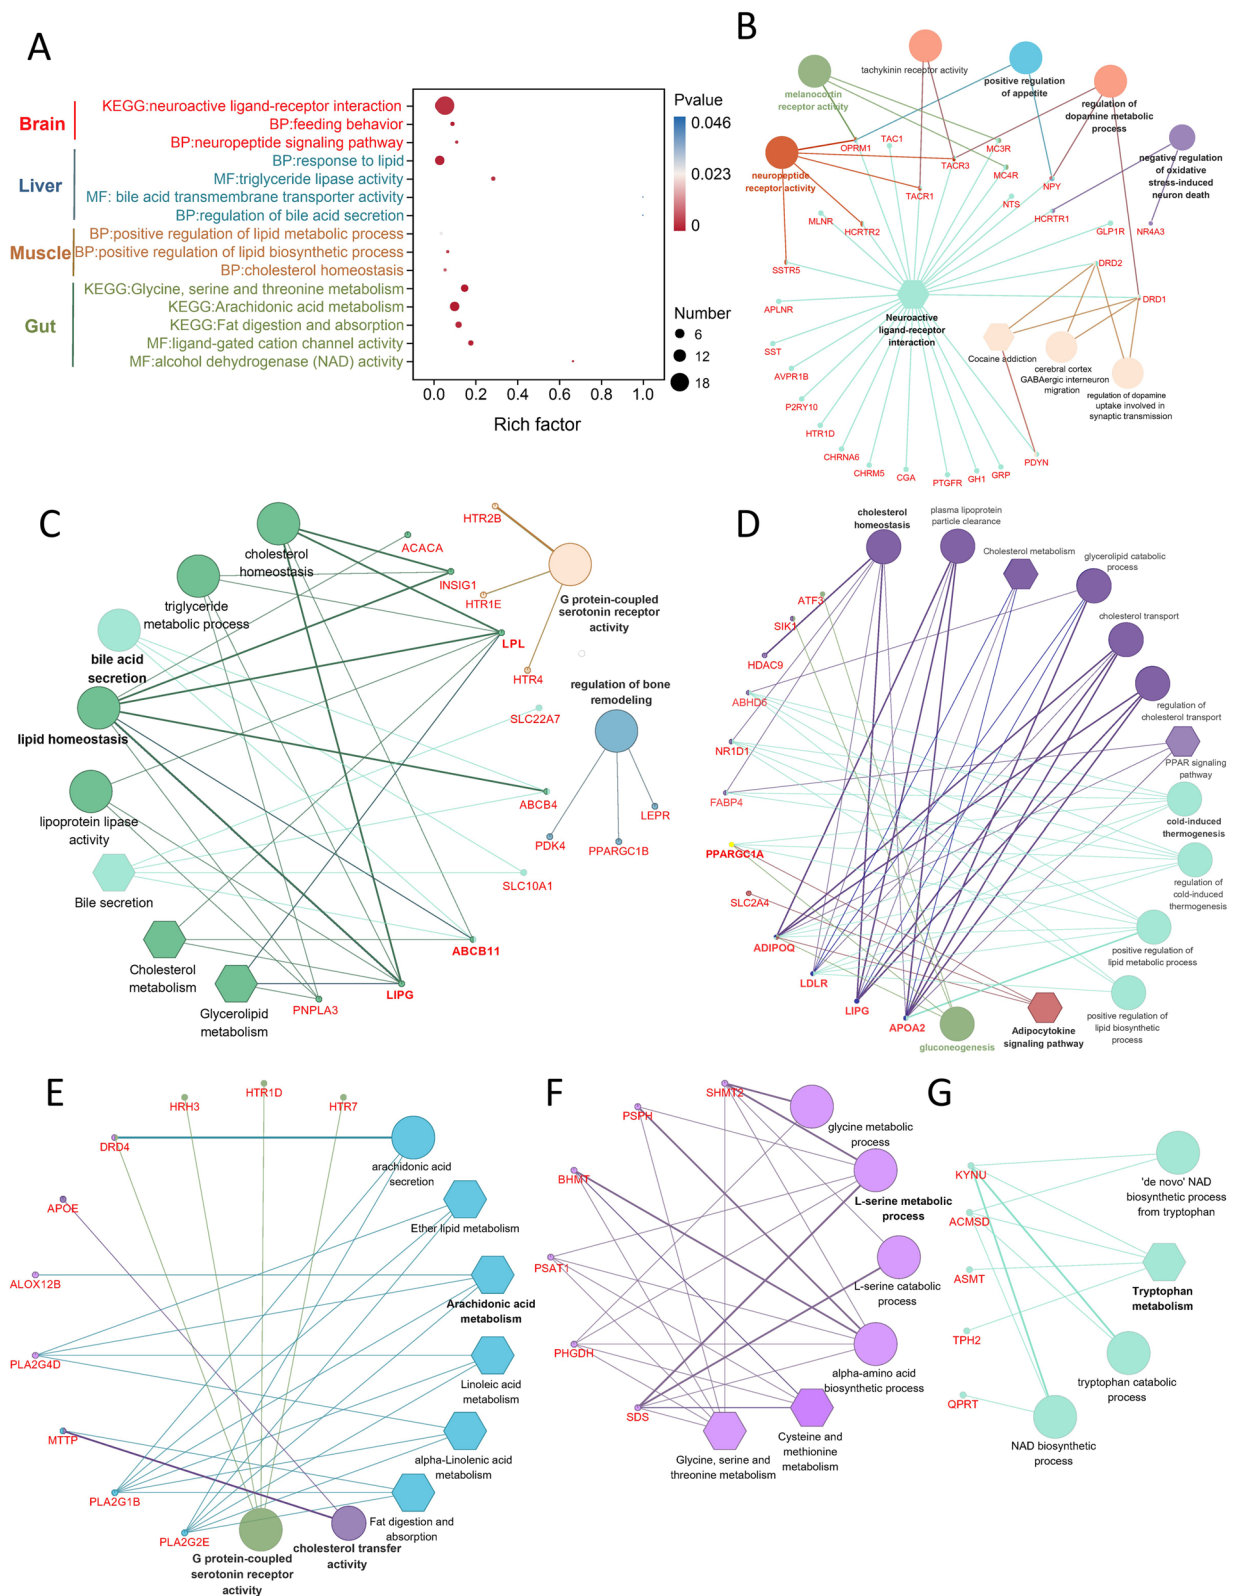 A
Brain
Liver
Muscle
Gut
KEGG:neuroactive ligand-receptor interaction
BP:feeding behavior
BP:neuropeptide signaling pathway
BP:response to lipid
MF:triglyceride lipase activity
MF: bile acid transmembrane transporter activity
BP:regulation of bile acid secretion
BP:positive regulation of lipid metabolic process
BP:positive regulation of lipid biosynthetic process
BP:cholesterol homeostasis
KEGG:Glycine, serine and threonine metabolism
KEGG:Arachidonic acid metabolism
KEGG:Fat digestion and absorption
MF:ligand-gated cation channel activity
MF:alcohol dehydrogenase (NAD) activity
0.0 0.2 0.4 0.6 0.8 1.0
Rich factor
Pvalue
0.046
0.023
0
Number
6
12
18
B
tachykinin receptor activity
positive regulation
of appetite
melanocortin
receptor activity
regulation of
dopamine metabolic
process
negative regulation
of oxidative
stress-induced
neuron death
neuropeptide
receptor activity
OPRM1
TAC1
TACR3
MC3R
MC4R
NPY
TACR1
NTS
HCRTR1
MLNR
HCRTR2
GLP1R
NR4A3
SSTR5
DRD2
DRD1
APLNR
Neuroactive
ligand-receptor
interaction
SST
AVPR1B
P2RY10
HTR1D
CHRNA6
CHRM5
CGA
PTGFR
GH1
GRP
PDYN
Cocaine addiction
cerebral cortex
GABAergic interneuron
migration
regulation of dopamine
uptake involved in
synaptic transmission
C
cholesterol
homeostasis
triglyceride
metabolic process
bile acid
secretion
lipid homeostasis
lipoprotein lipase
activity
Bile secretion
Cholesterol
metabolism
Glycerolipid
metabolism
HTR2B
ACACA
INSIG1
HTR1E
G protein-coupled
serotonin receptor
activity
LPL
HTR4
SLC22A7
regulation of bone
remodeling
ABCB4
LEPR
PDK4
PPARGC1B
SLC10A1
ABCB11
LIPG
PNPLA3
D
cholesterol
homeostasis
plasma lipoprotein
particle clearance
Cholesterol metabolism
glycerolipid catabolic
process
cholesterol transport
regulation of
cholesterol transport
PPAR signaling
pathway
cold-induced
thermogenesis
regulation of
cold-induced
thermogenesis
positive regulation of
lipid metabolic process
positive regulation of
lipid biosynthetic
process
Adipocytokine
signaling pathway
gluconeogenesis
ATF3
SIK1
HDAC9
ABHD6
NR1D1
FABP4
PPARGC1A
SLC2A4
ADIPOQ
LDLR
LIPG
APOA2
E
HRH3
HTR1D
HTR7
DRD4
APOE
ALOX12B
PLA2G4D
MTTP
PLA2G1B
PLA2G2E
arachidonic acid
secretion
Ether lipid metabolism
Arachidonic acid
metabolism
Linoleic acid
metabolism
alpha-Linolenic acid
metabolism
Fat digestion and
absorption
cholesterol transfer
activity
G protein-coupled
serotonin receptor
activity
F
SHMT2
PSPH
BHMT
PSAT1
PHGDH
SDS
glycine metabolic
process
L-serine metabolic
process
L-serine catabolic
process
alpha-amino acid
biosynthetic process
Cysteine and
methionine
metabolism
Glycine, serine and
threonine metabolism
G
KYNU
ACMSD
ASMT
TPH2
QPRT
'de novo' NAD
biosynthetic process
from tryptophan
Tryptophan
metabolism
tryptophan catabolic
process
NAD biosynthetic
process